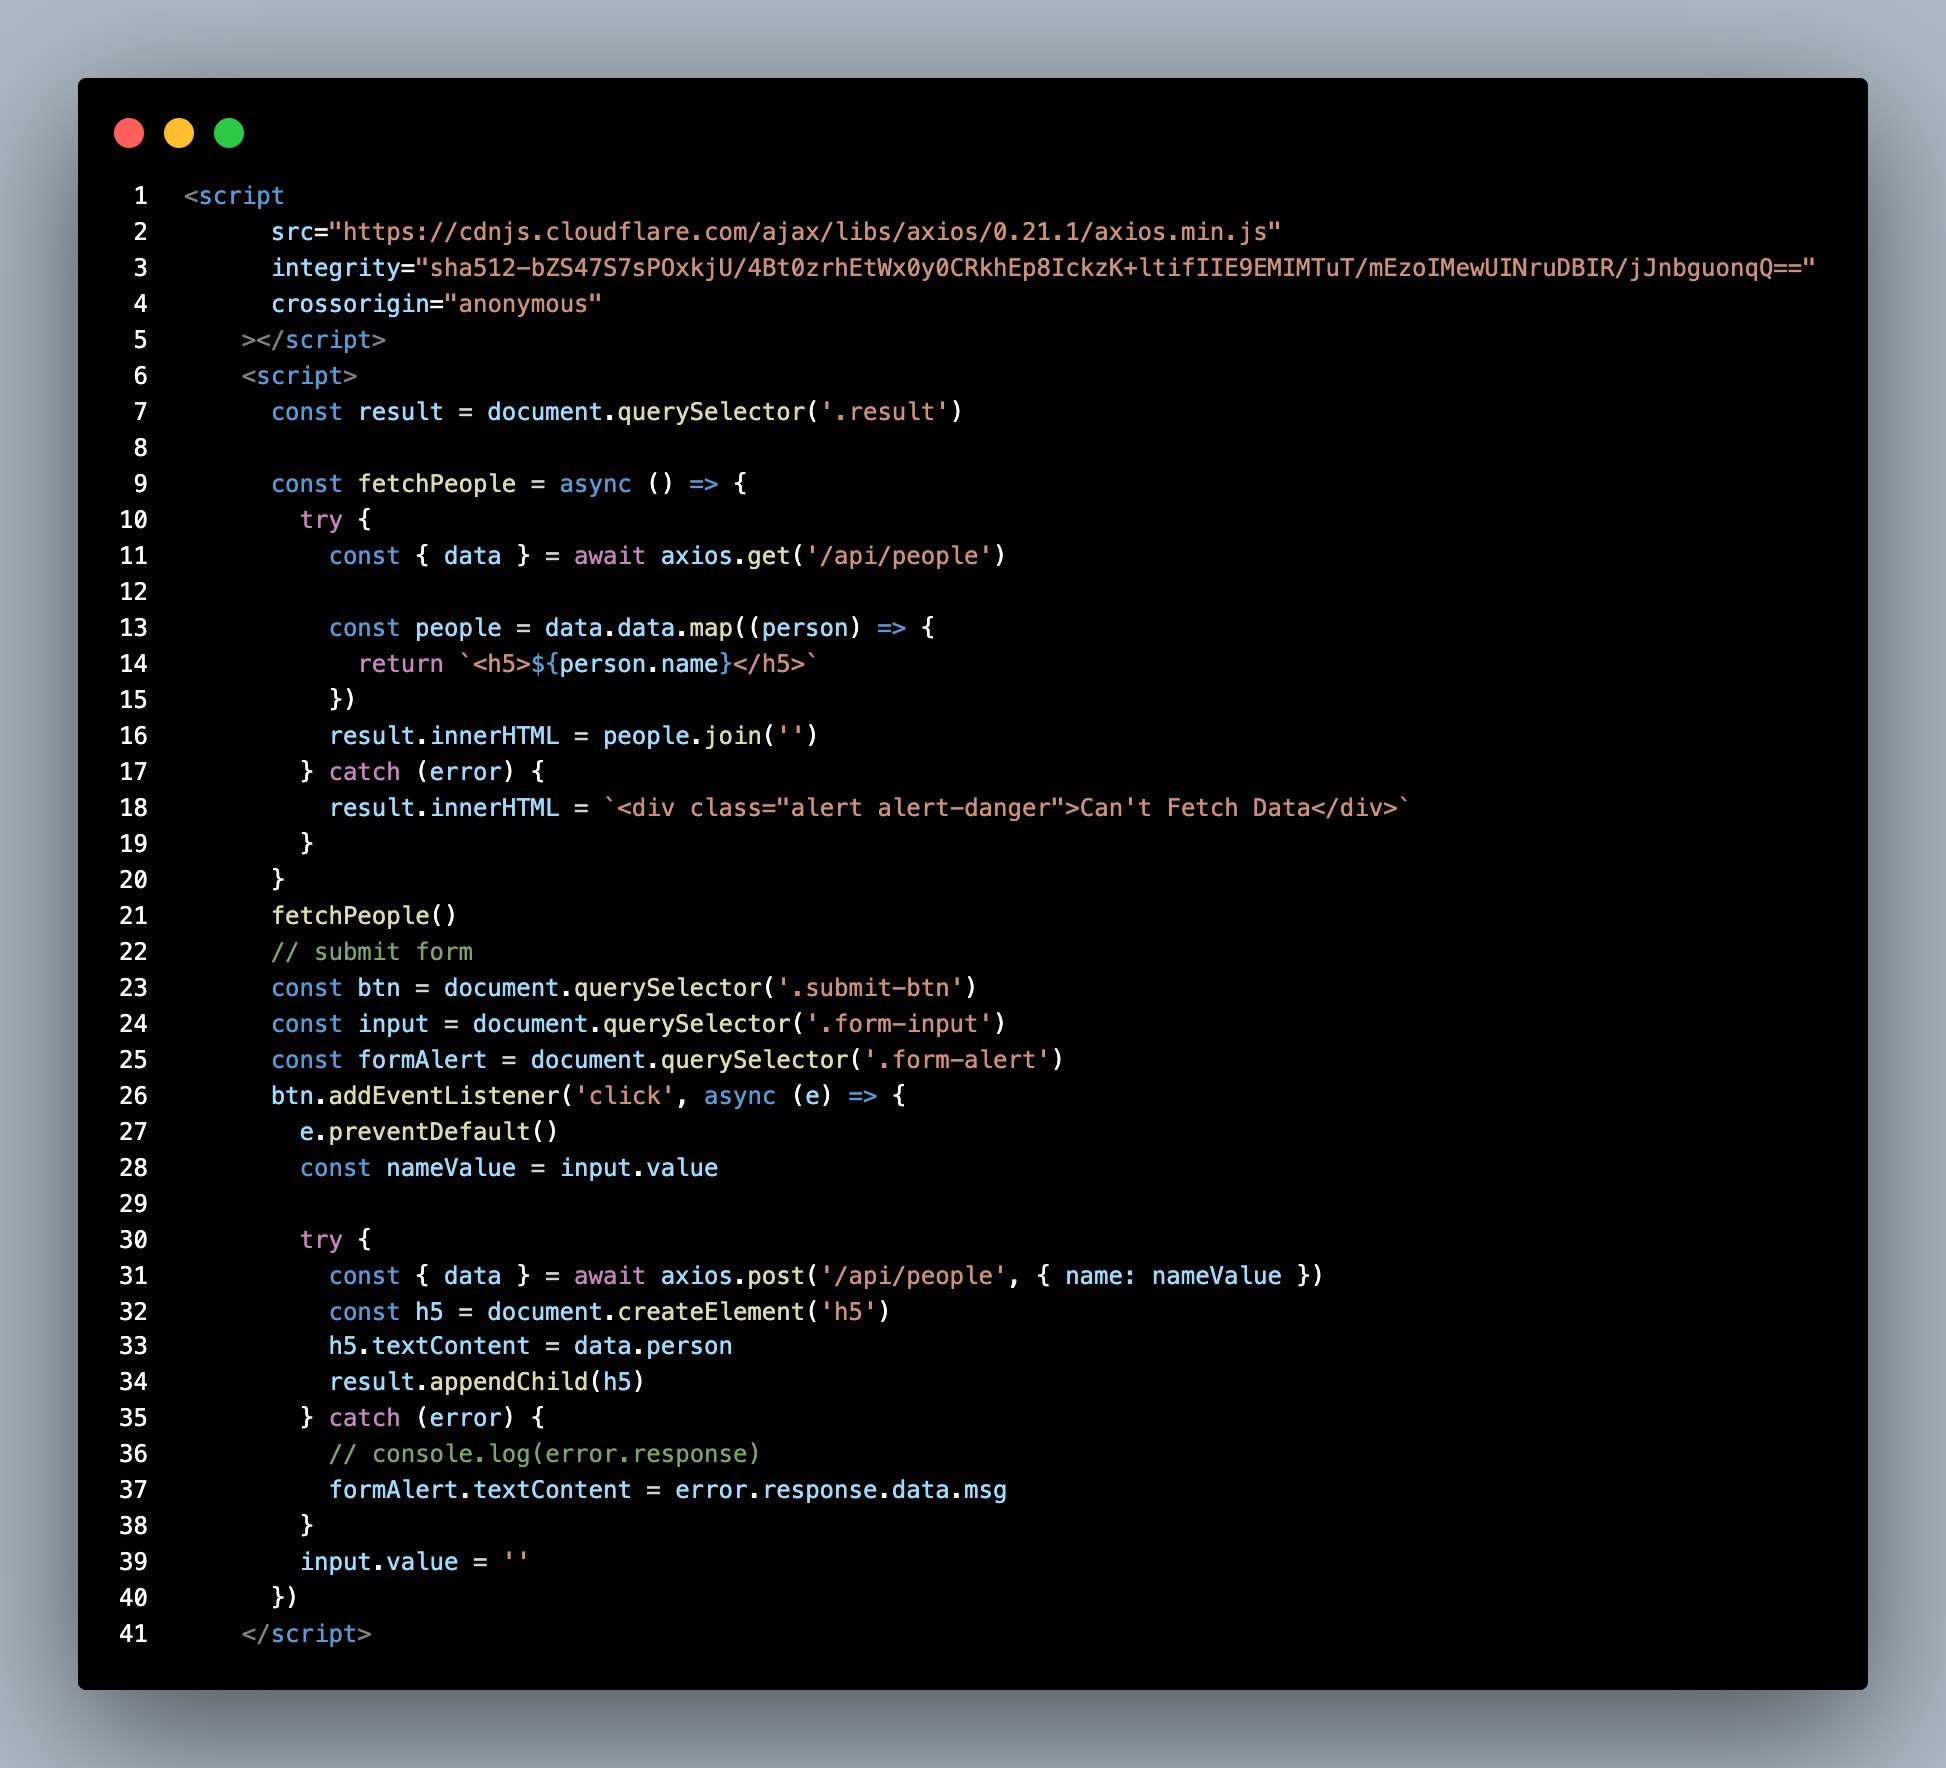 1 <script
2 src="https://cdnjs.cloudflare.com/ajax/libs/axios/0.21.1/axios.min.js"
3 integrity="sha512-bZS47S7sPOxkjU/4Bt0zrhEtWx0y0CRkhEp8IckzK+ltifIIE9EMIMTuT/mEzoIMewUINruDBIR/jJnbguonqQ=="
4 crossorigin="anonymous"
5 ></script>
6 <script>
7 const result = document.querySelector('.result')
8
9 const fetchPeople = async () => {
10 try {
11 const { data } = await axios.get('/api/people')
12
13 const people = data.data.map((person) => {
14 return `<h5>${person.name}</h5>`
15 })
16 result.innerHTML = people.join('')
17 } catch (error) {
18 result.innerHTML = `<div class="alert alert-danger">Can't Fetch Data</div>`
19 }
20 }
21 fetchPeople()
22 // submit form
23 const btn = document.querySelector('.submit-btn')
24 const input = document.querySelector('.form-input')
25 const formAlert = document.querySelector('.form-alert')
26 btn.addEventListener('click', async (e) => {
27 e.preventDefault()
28 const nameValue = input.value
29
30 try {
31 const { data } = await axios.post('/api/people', { name: nameValue })
32 const h5 = document.createElement('h5')
33 h5.textContent = data.person
34 result.appendChild(h5)
35 } catch (error) {
36 // console.log(error.response)
37 formAlert.textContent = error.response.data.msg
38 }
39 input.value = ''
40 })
41 </script>